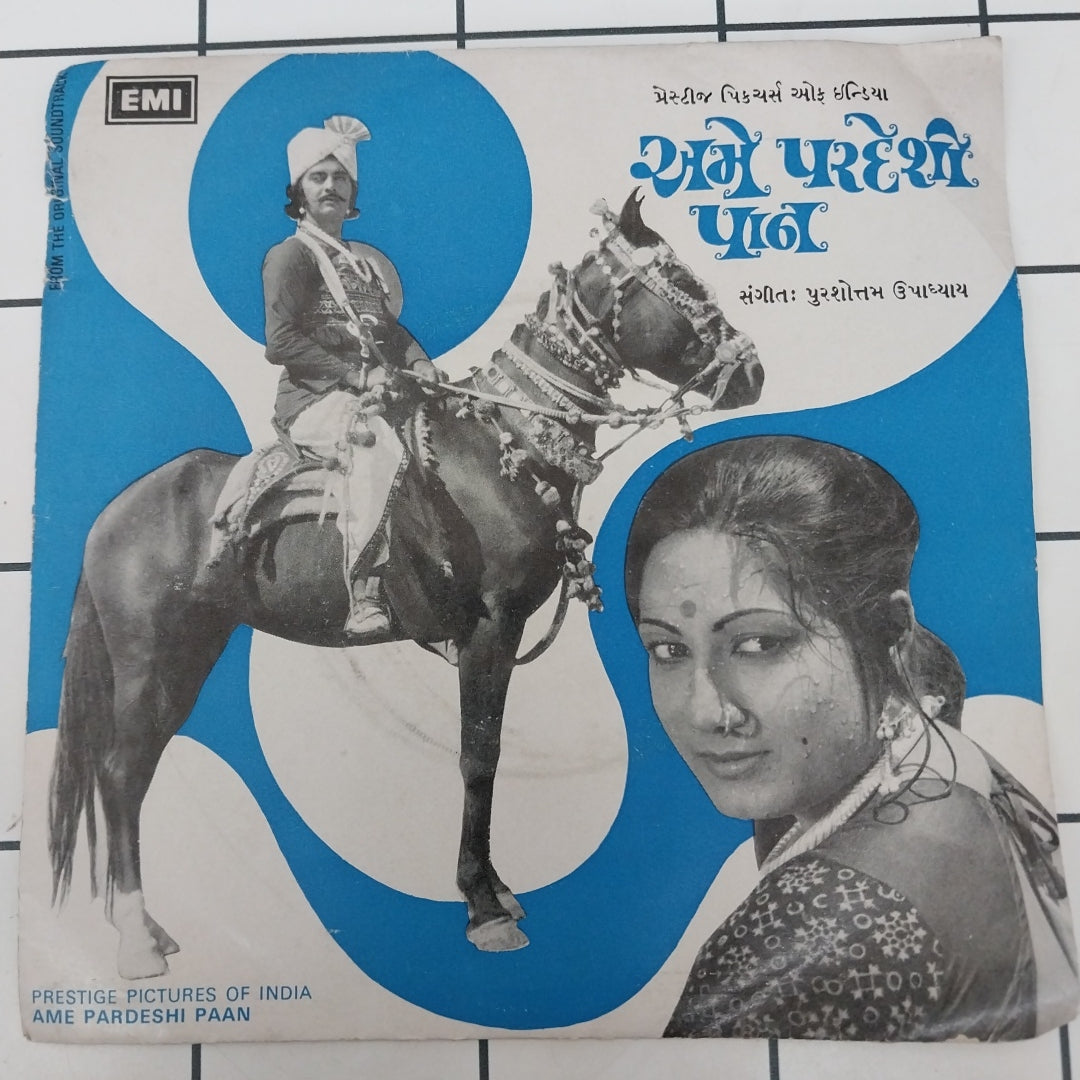 EMI
FROM THE ORIGINAL SOUNDTRACK
પ્રેસ્ટીજ પિક્ચર્સ ઓફ ઇન્ડિયા
અમે પરદેશી
પાન
સંગીતઃ પુરશોત્તમ ઉપાધ્યાય
PRESTIGE PICTURES OF INDIA
AME PARDESHI PAAN